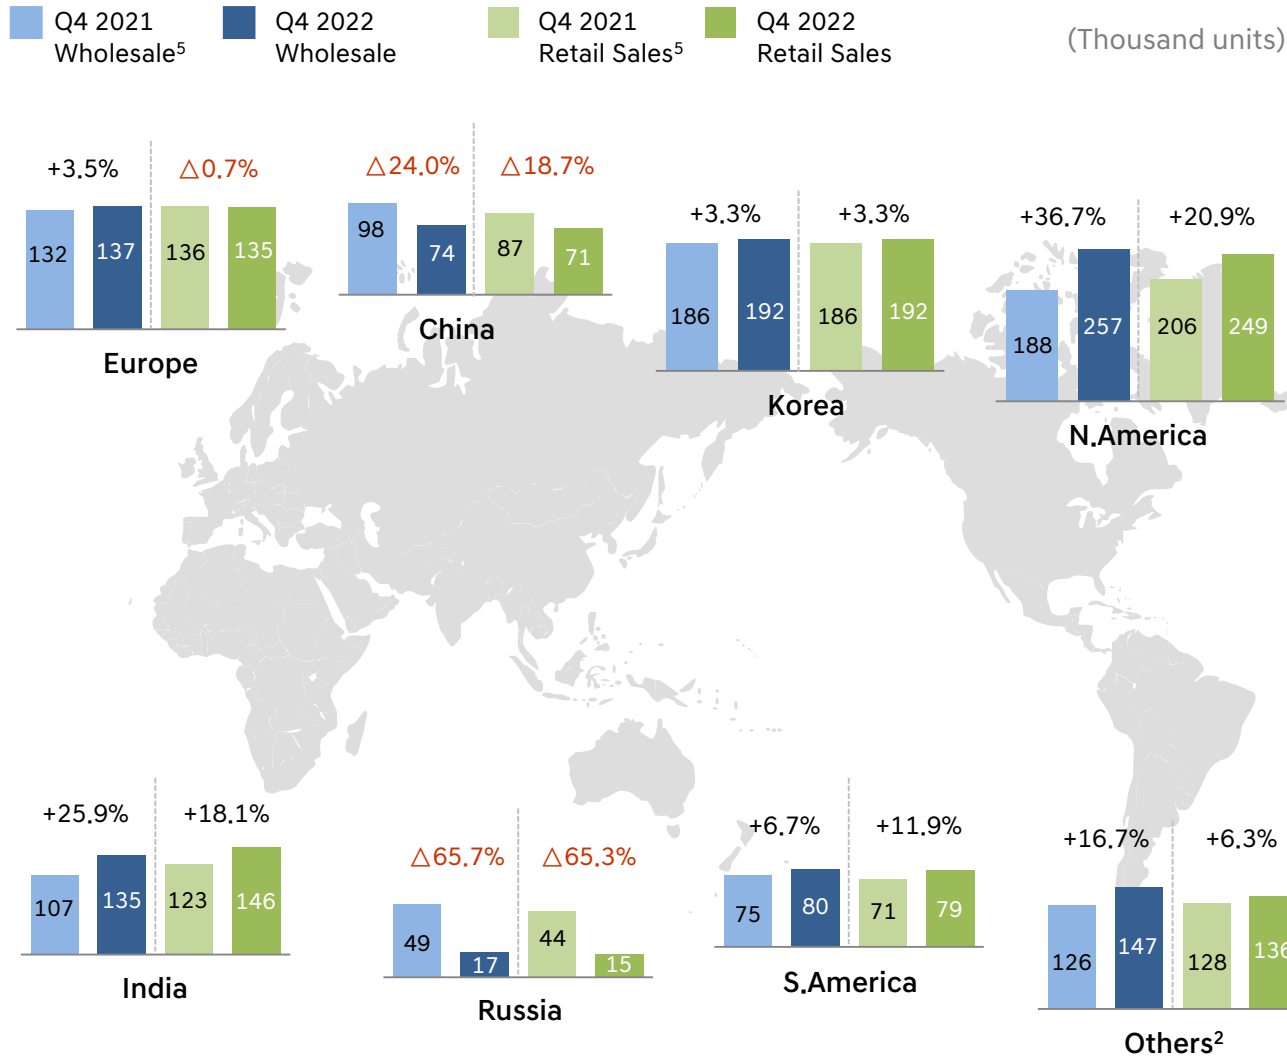 Q4 2021
Wholesale⁵
Q4 2022
Wholesale
Q4 2021
Retail Sales⁵
Q4 2022
Retail Sales
(Thousand units)
+3.5%
△0.7%
132
137
136
135
Europe
△24.0%
△18.7%
98
74
87
71
China
+3.3%
+3.3%
186
192
186
192
Korea
+36.7%
+20.9%
188
257
206
249
N.America
+25.9%
+18.1%
107
135
123
146
India
△65.7%
△65.3%
49
17
44
15
Russia
+6.7%
+11.9%
75
80
71
79
S.America
+16.7%
+6.3%
126
147
128
136
Others²